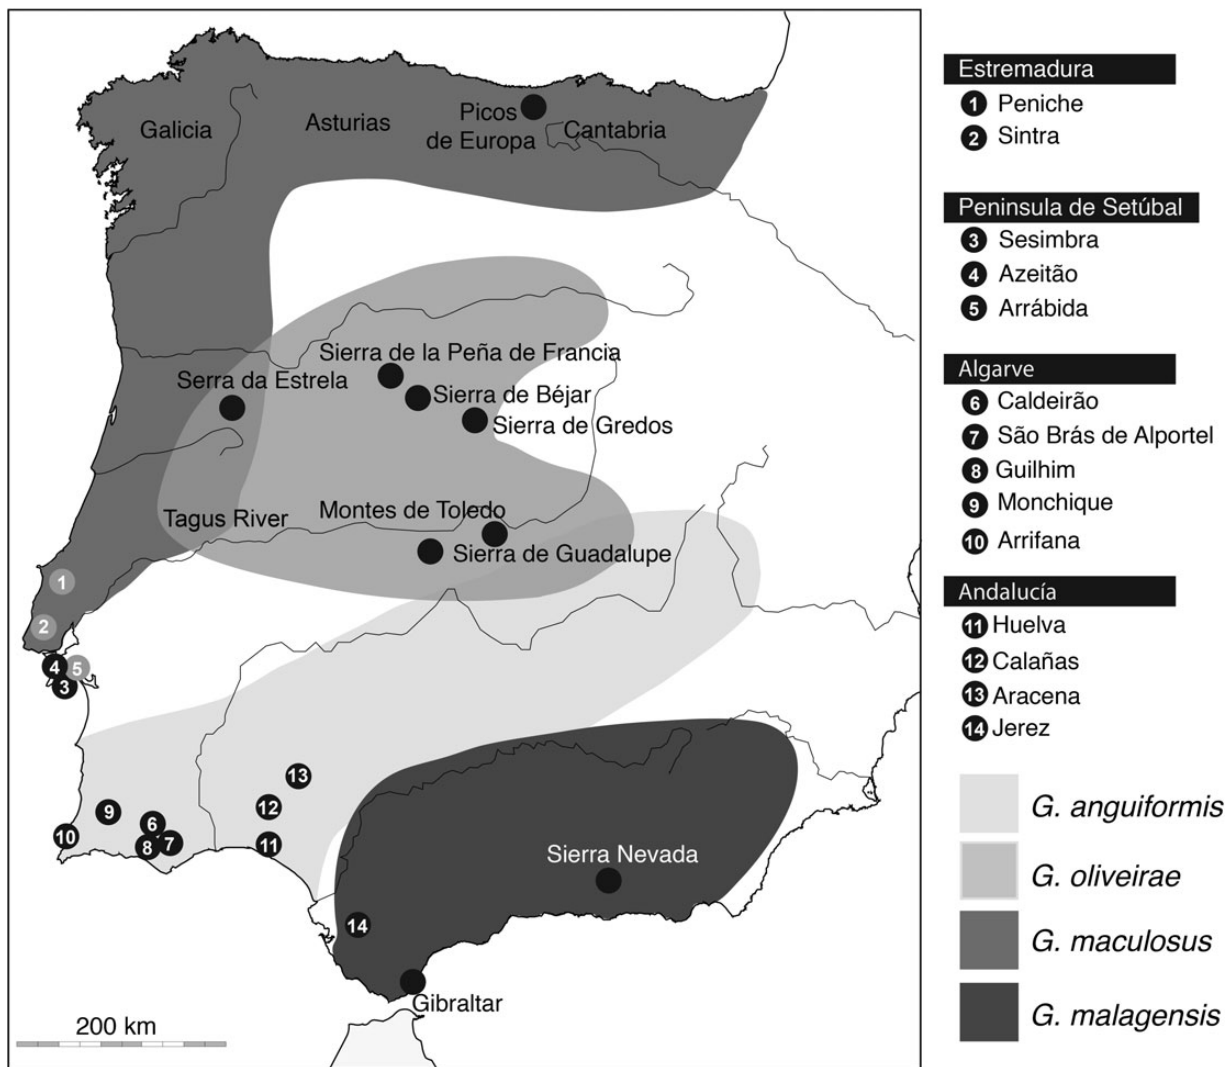 Galicia
Asturias
Picos
de Europa
Cantabria
Sierra de la Peña de Francia
Serra da Estrela
Sierra de Béjar
Sierra de Gredos
Tagus River
Montes de Toledo
Sierra de Guadalupe
1
2
4
5
3
13
9
12
6
10
7
8
11
Sierra Nevada
14
Gibraltar
200 km
Estremadura
1 Peniche
2 Sintra
Peninsula de Setúbal
3 Sesimbra
4 Azeitão
5 Arrábida
Algarve
6 Caldeirão
7 São Brás de Alportel
8 Guilhim
9 Monchique
10 Arrifana
Andalucía
11 Huelva
12 Calañas
13 Aracena
14 Jerez
G. anguiformis
G. oliveirae
G. maculosus
G. malagensis